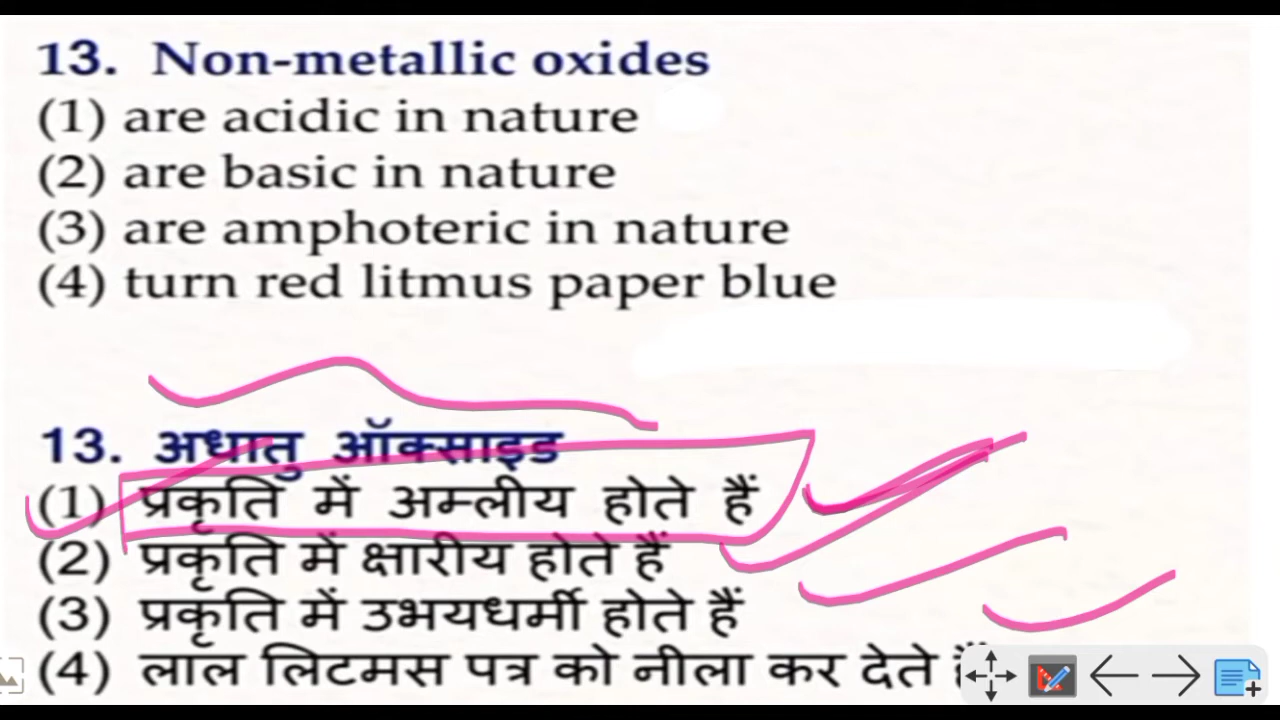 13. Non-metallic oxides
(1) are acidic in nature
(2) are basic in nature
(3) are amphoteric in nature
(4) turn red litmus paper blue
13. अधातु ऑक्साइड
(1) प्रकृति में अम्लीय होते हैं
(2) प्रकृति में क्षारीय होते हैं
(3) प्रकृति में उभयधर्मी होते हैं
(4) लाल लिटमस पत्र को नीला कर देते